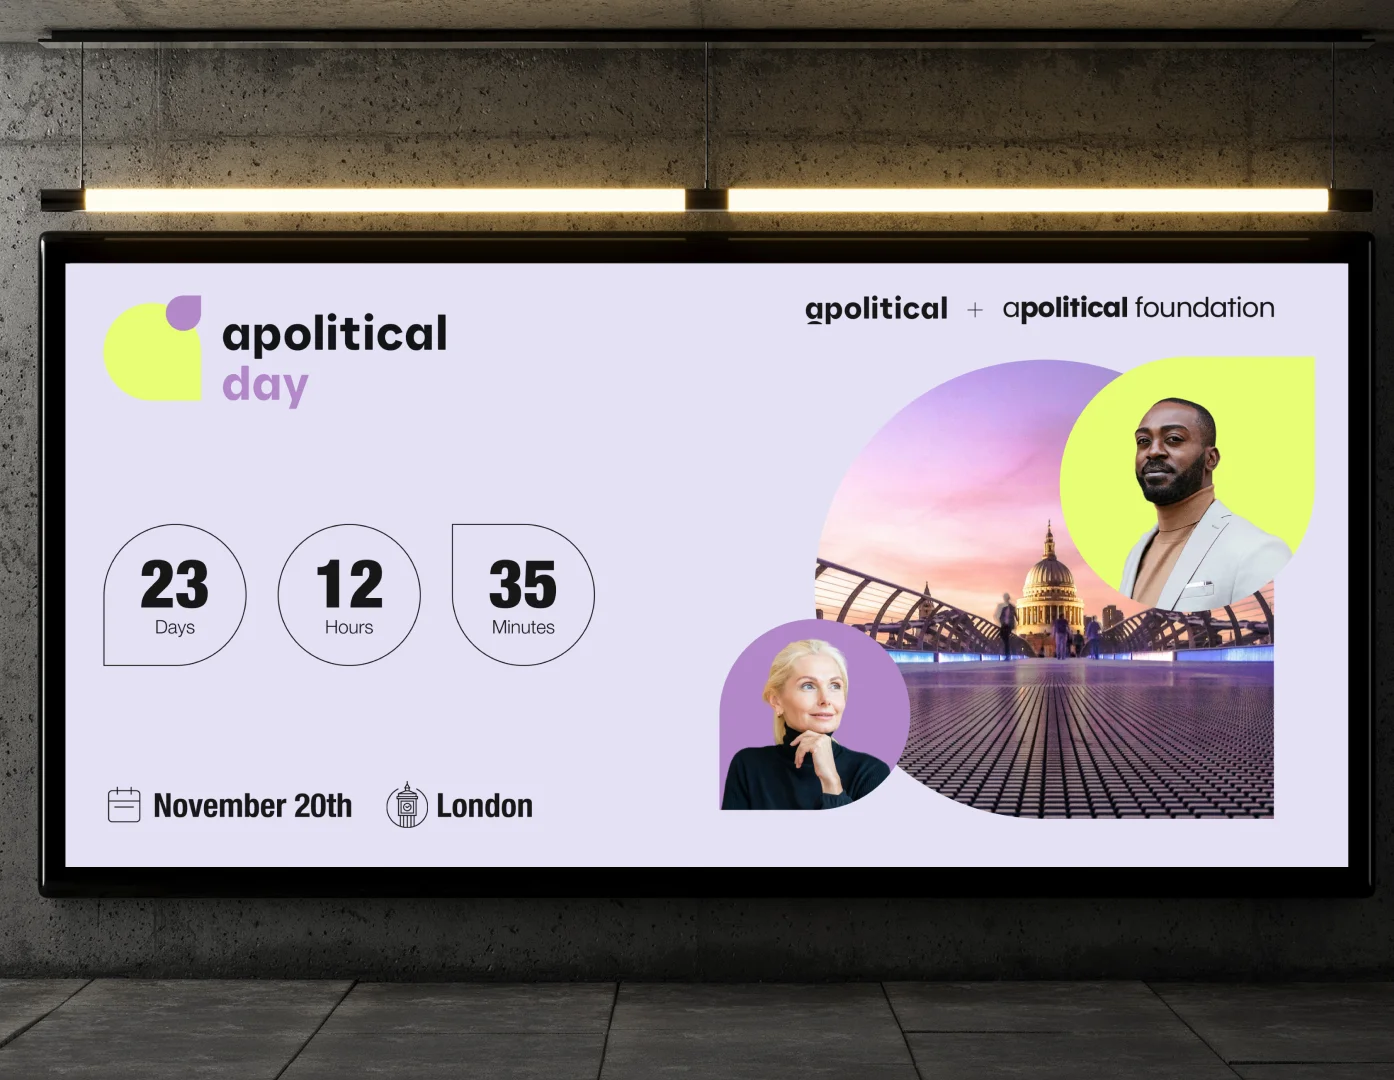 apolitical
day
apolitical + apolitical foundation
23
Days
12
Hours
35
Minutes
November 20th
London